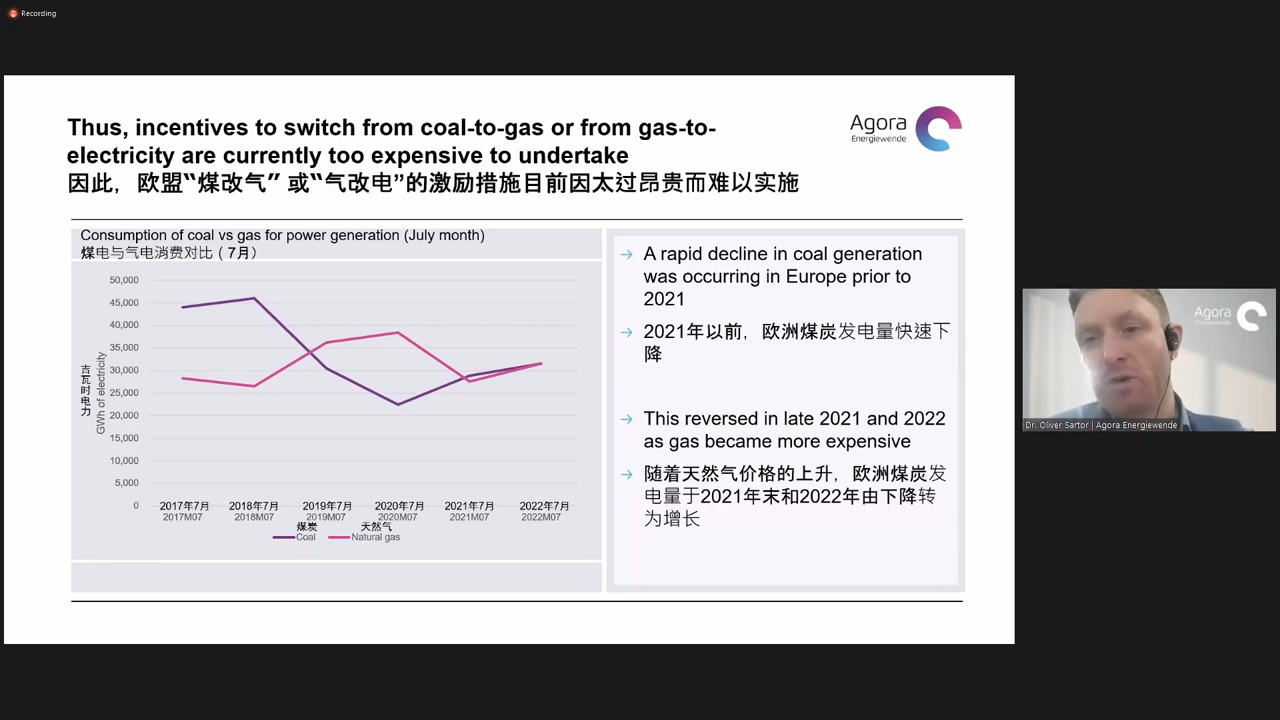 Recording
Thus, incentives to switch from coal-to-gas or from gas-to-
electricity are currently too expensive to undertake
因此，欧盟“煤改气”或“气改电”的激励措施目前因太过昂贵而难以实施
Agora
Energiewende
Consumption of coal vs gas for power generation (July month)
煤电与气电消费对比（7月）
吉瓦时电力
GWh of electricity
50,000
45,000
40,000
35,000
30,000
25,000
20,000
15,000
10,000
5,000
0
2017年7月 2018年7月 2019年7月 2020年7月 2021年7月 2022年7月
2017M07 2018M07 2019M07 2020M07 2021M07 2022M07
煤炭 天然气
Coal Natural gas
→ A rapid decline in coal generation
was occurring in Europe prior to
2021
→ 2021年以前，欧洲煤炭发电量快速下
降
→ This reversed in late 2021 and 2022
as gas became more expensive
→ 随着天然气价格的上升，欧洲煤炭发
电量于2021年末和2022年由下降转
为增长
Agora
Dr. Oliver Sartor | Agora Energiewende